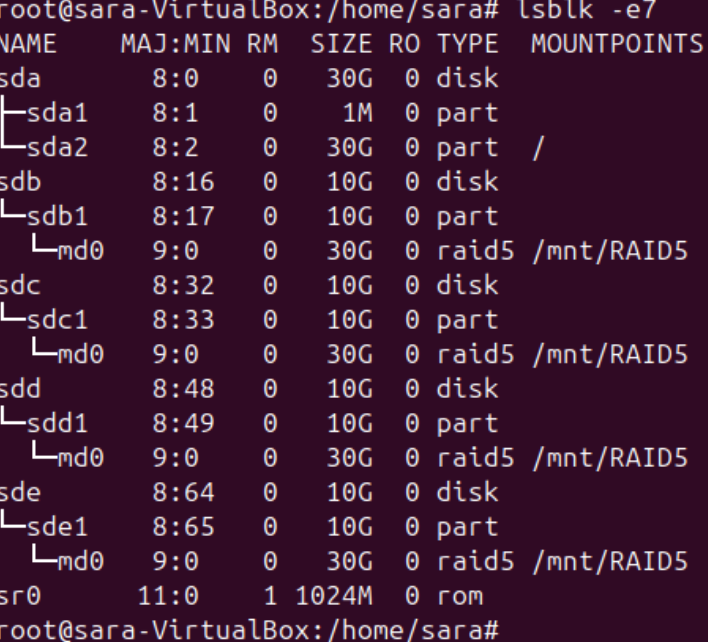 root@sara-VirtualBox:/home/sara# lsblk -e7
NAME    MAJ:MIN RM   SIZE RO TYPE  MOUNTPOINTS
sda       8:0    0    30G  0 disk
├─sda1    8:1    0     1M  0 part
└─sda2    8:2    0    30G  0 part  /
sdb       8:16   0    10G  0 disk
└─sdb1    8:17   0    10G  0 part
  └─md0   9:0    0    30G  0 raid5 /mnt/RAID5
sdc       8:32   0    10G  0 disk
└─sdc1    8:33   0    10G  0 part
  └─md0   9:0    0    30G  0 raid5 /mnt/RAID5
sdd       8:48   0    10G  0 disk
└─sdd1    8:49   0    10G  0 part
  └─md0   9:0    0    30G  0 raid5 /mnt/RAID5
sde       8:64   0    10G  0 disk
└─sde1    8:65   0    10G  0 part
  └─md0   9:0    0    30G  0 raid5 /mnt/RAID5
sr0      11:0    1 1024M  0 rom
root@sara-VirtualBox:/home/sara#